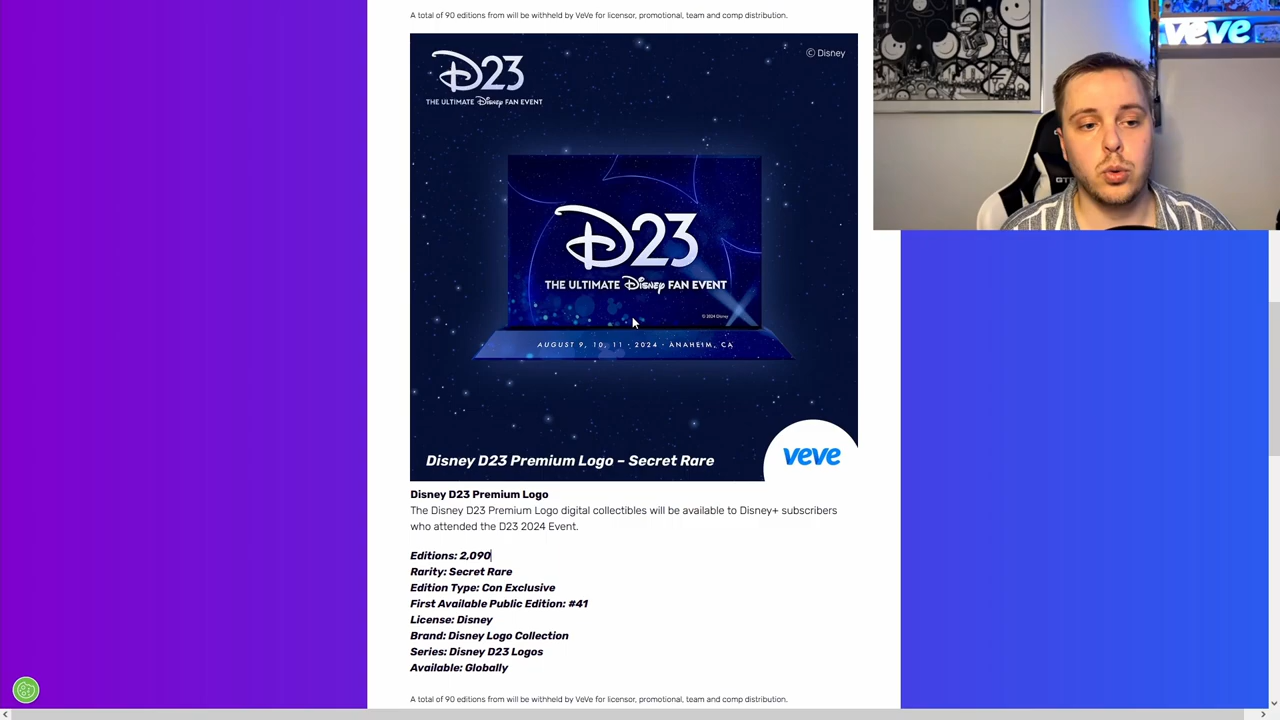 A total of 90 editions from will be withheld by VeVe for licensor, promotional, team and comp distribution.
D23
THE ULTIMATE Disney FAN EVENT
© Disney
D23
THE ULTIMATE Disney FAN EVENT
© 2024 Disney
AUGUST 9, 10, 11 · 2024 · ANAHEIM, CA
Disney D23 Premium Logo – Secret Rare
veve
Disney D23 Premium Logo
The Disney D23 Premium Logo digital collectibles will be available to Disney+ subscribers
who attended the D23 2024 Event.
Editions: 2,090
Rarity: Secret Rare
Edition Type: Con Exclusive
First Available Public Edition: #41
License: Disney
Brand: Disney Logo Collection
Series: Disney D23 Logos
Available: Globally
A total of 90 editions from will be withheld by VeVe for licensor, promotional, team and comp distribution.
veve
GT